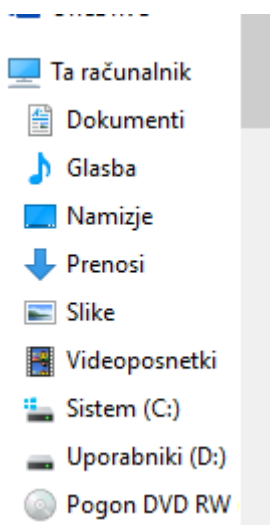 Ta računalnik
Dokumenti
Glasba
Namizje
Prenosi
Slike
Videoposnetki
Sistem (C:)
Uporabniki (D:)
Pogon DVD RW